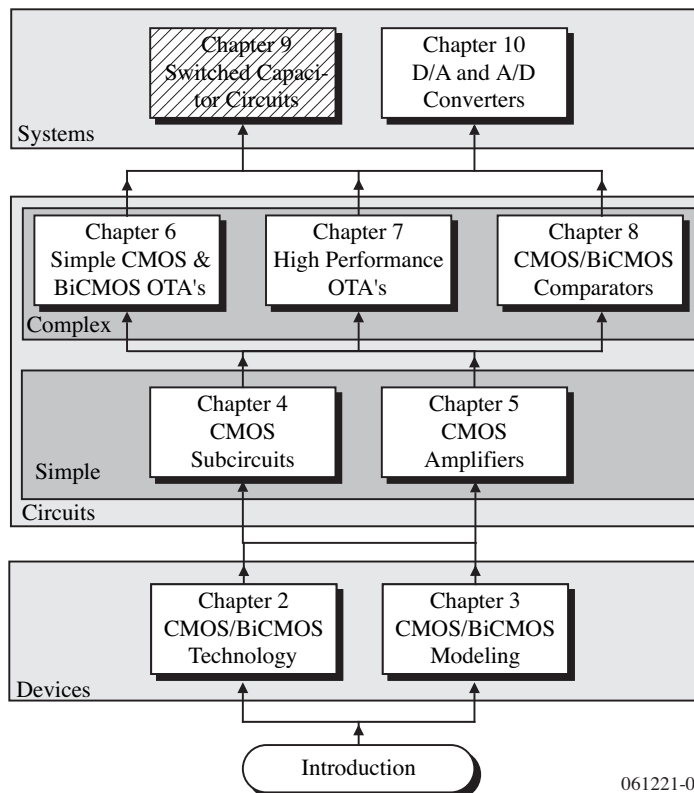 Chapter 9
Switched Capaci-
tor Circuits
Chapter 10
D/A and A/D
Converters
Systems
Chapter 6
Simple CMOS &
BiCMOS OTA's
Chapter 7
High Performance
OTA's
Chapter 8
CMOS/BiCMOS
Comparators
Complex
Chapter 4
CMOS
Subcircuits
Chapter 5
CMOS
Amplifiers
Simple
Circuits
Chapter 2
CMOS/BiCMOS
Technology
Chapter 3
CMOS/BiCMOS
Modeling
Devices
Introduction
061221-0